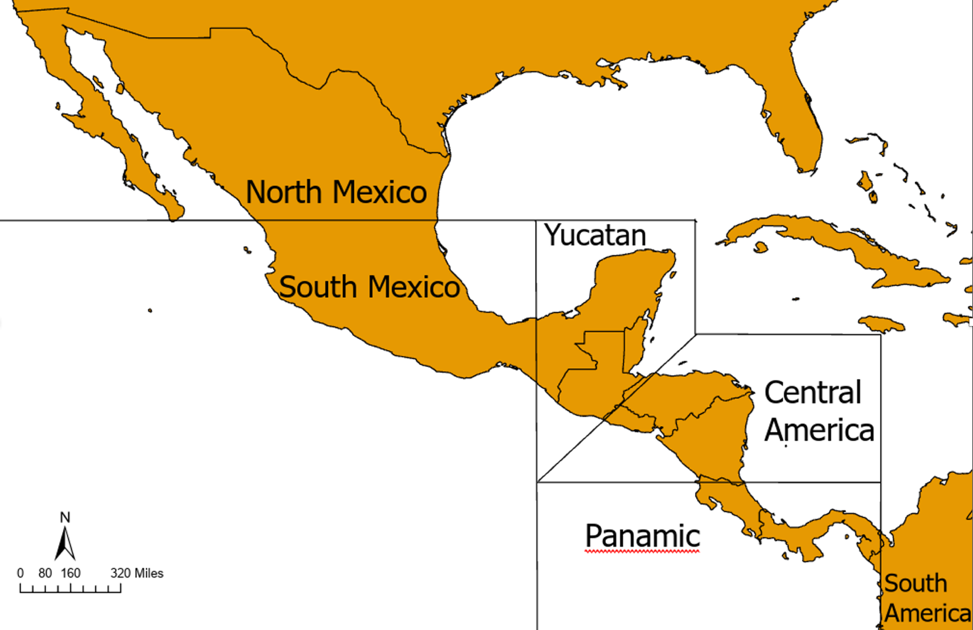 North Mexico
Yucatan
South Mexico
Central
America
N
Panamic
0 80 160 320 Miles
South
America